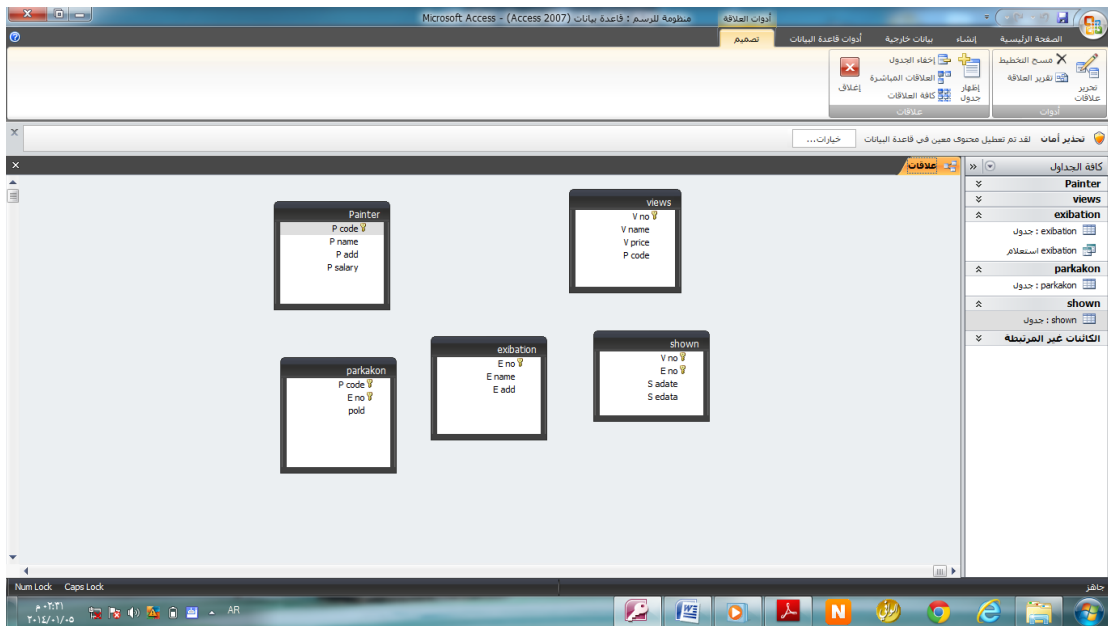 أدوات العلاقة
منظومة للرسم : قاعدة بيانات (Access 2007) - Microsoft Access
الصفحة الرئيسية
إنشاء
بيانات خارجية
أدوات قاعدة البيانات
تصميم
تحرير علاقات
مسح التخطيط
تقرير العلاقة
أدوات
إظهار جدول
إخفاء الجدول
العلاقات المباشرة
كافة العلاقات
علاقات
إغلاق
تحذير أمان
لقد تم تعطيل محتوى معين في قاعدة البيانات
خيارات...
كافة الجداول
Painter
views
exibation
exibation : جدول
exibation استعلام
parkakon
parkakon : جدول
shown
shown : جدول
الكائنات غير المرتبطة
علاقات
views
V no
V name
V price
P code
Painter
P code
P name
P add
P salary
shown
V no
E no
S adate
S edata
exibation
E no
E name
E add
parkakon
P code
E no
pold
جاهز
Num Lock
Caps Lock
AR
٠٢:٣١ م
٢٠١٤/٠١/٠٥